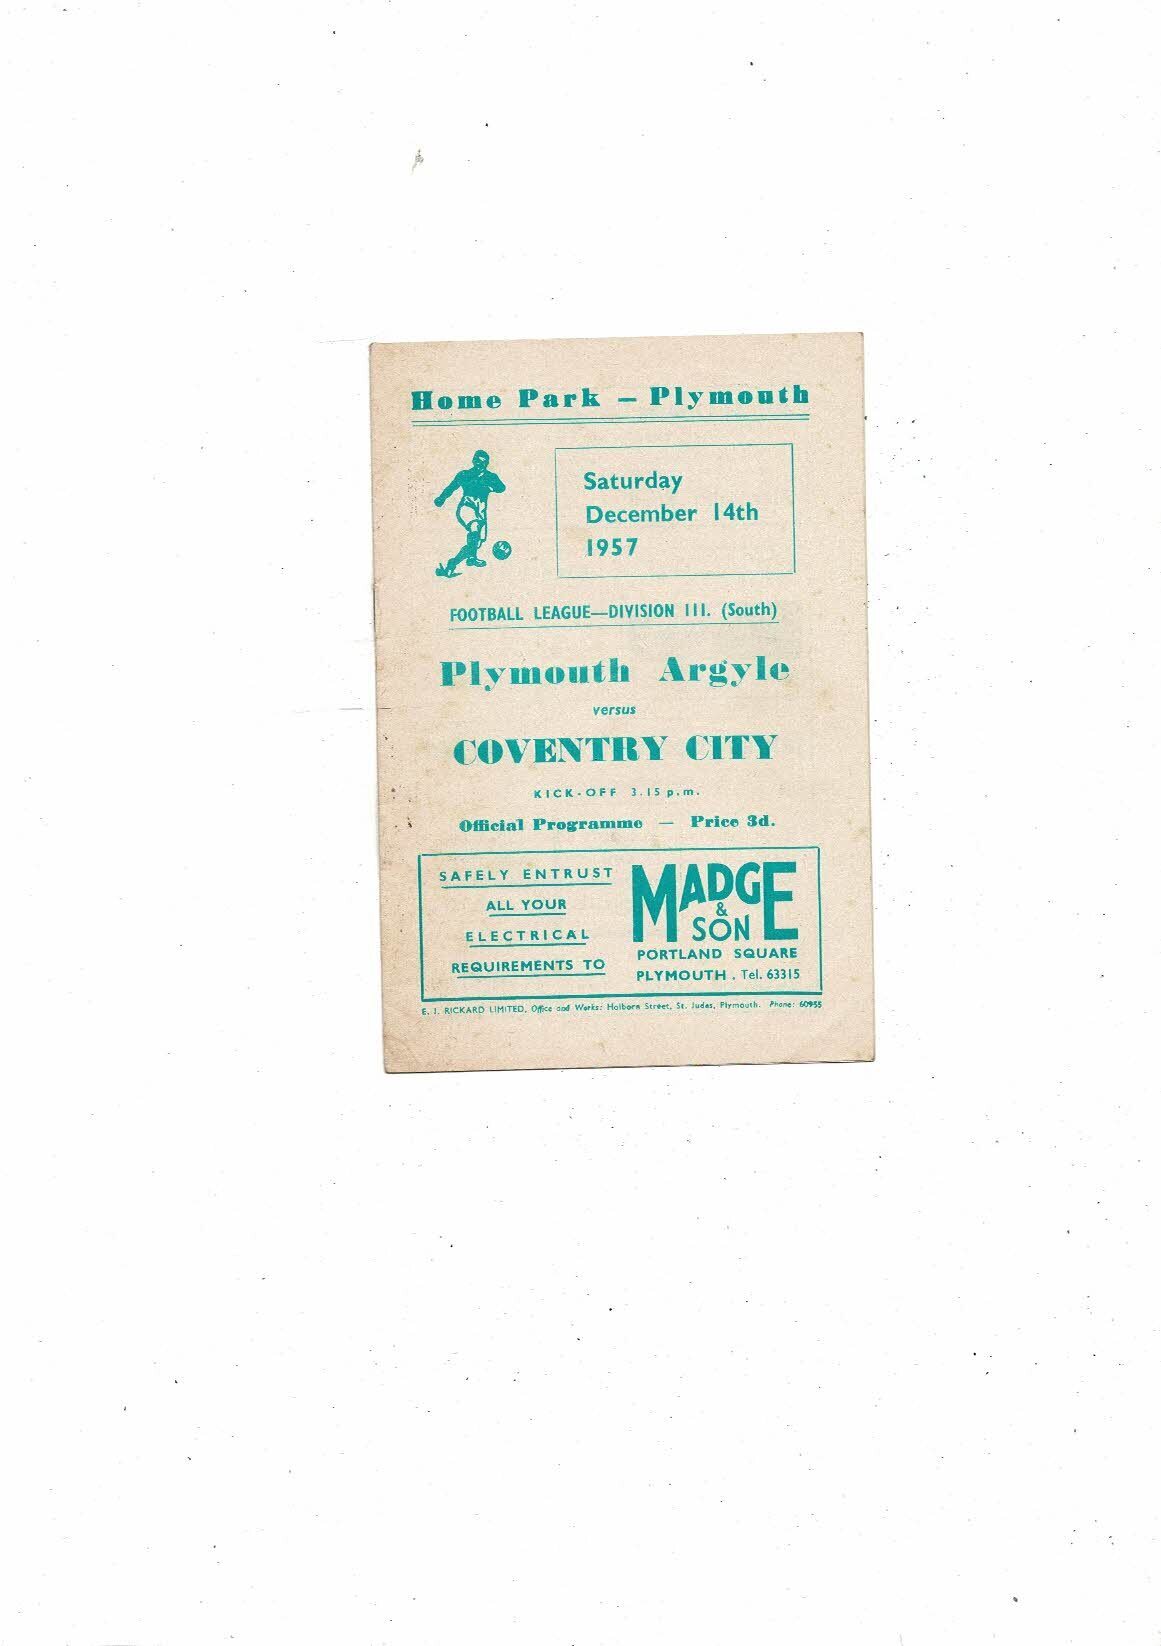 Home Park — Plymouth
Saturday
December 14th
1957
FOOTBALL LEAGUE—DIVISION III. (South)
Plymouth Argyle
versus
COVENTRY CITY
KICK-OFF 3.15 p.m.
Official Programme — Price 3d.
SAFELY ENTRUST
ALL YOUR
ELECTRICAL
REQUIREMENTS TO
MADGE
&
SON
PORTLAND SQUARE
PLYMOUTH . Tel. 63315
E. J. RICKARD LIMITED, Office and Works: Holborn Street, St. Judes, Plymouth. Phone: 60955